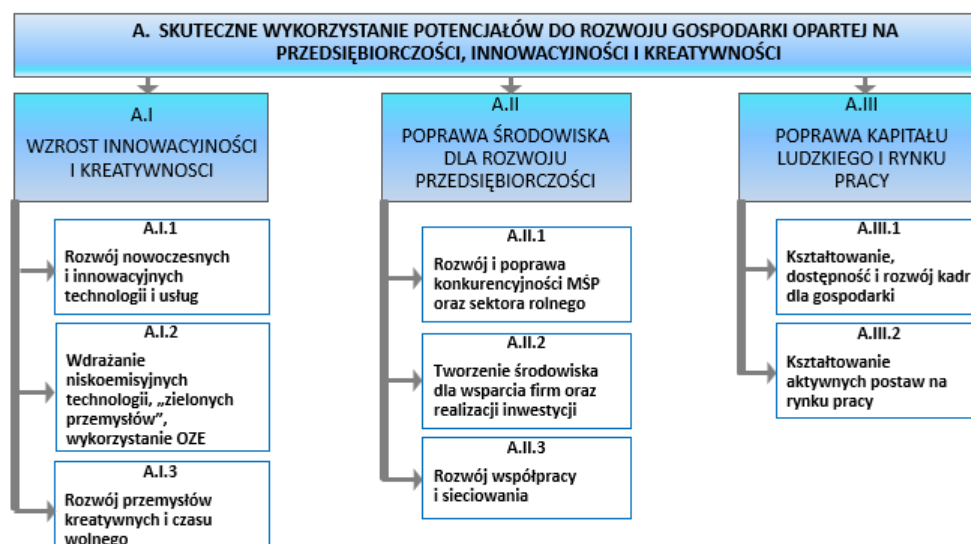 A. SKUTECZNE WYKORZYSTANIE POTENCJAŁÓW DO ROZWOJU GOSPODARKI OPARTEJ NA
PRZEDSIĘBIORCZOŚCI, INNOWACYJNOŚCI I KREATYWNOŚCI
A.I
WZROST INNOWACYJNOŚCI
I KREATYWNOSCI
A.I.1
Rozwój nowoczesnych
i innowacyjnych
technologii i usług
A.I.2
Wdrażanie
niskoemisyjnych
technologii, „zielonych
przemysłów”,
wykorzystanie OZE
A.I.3
Rozwój przemysłów
kreatywnych i czasu
wolnego
A.II
POPRAWA ŚRODOWISKA
DLA ROZWOJU
PRZEDSIĘBIORCZOŚCI
A.II.1
Rozwój i poprawa
konkurencyjności MŚP
oraz sektora rolnego
A.II.2
Tworzenie środowiska
dla wsparcia firm oraz
realizacji inwestycji
A.II.3
Rozwój współpracy
i sieciowania
A.III
POPRAWA KAPITAŁU
LUDZKIEGO I RYNKU
PRACY
A.III.1
Kształtowanie,
dostępność i rozwój kadr
dla gospodarki
A.III.2
Kształtowanie
aktywnych postaw na
rynku pracy